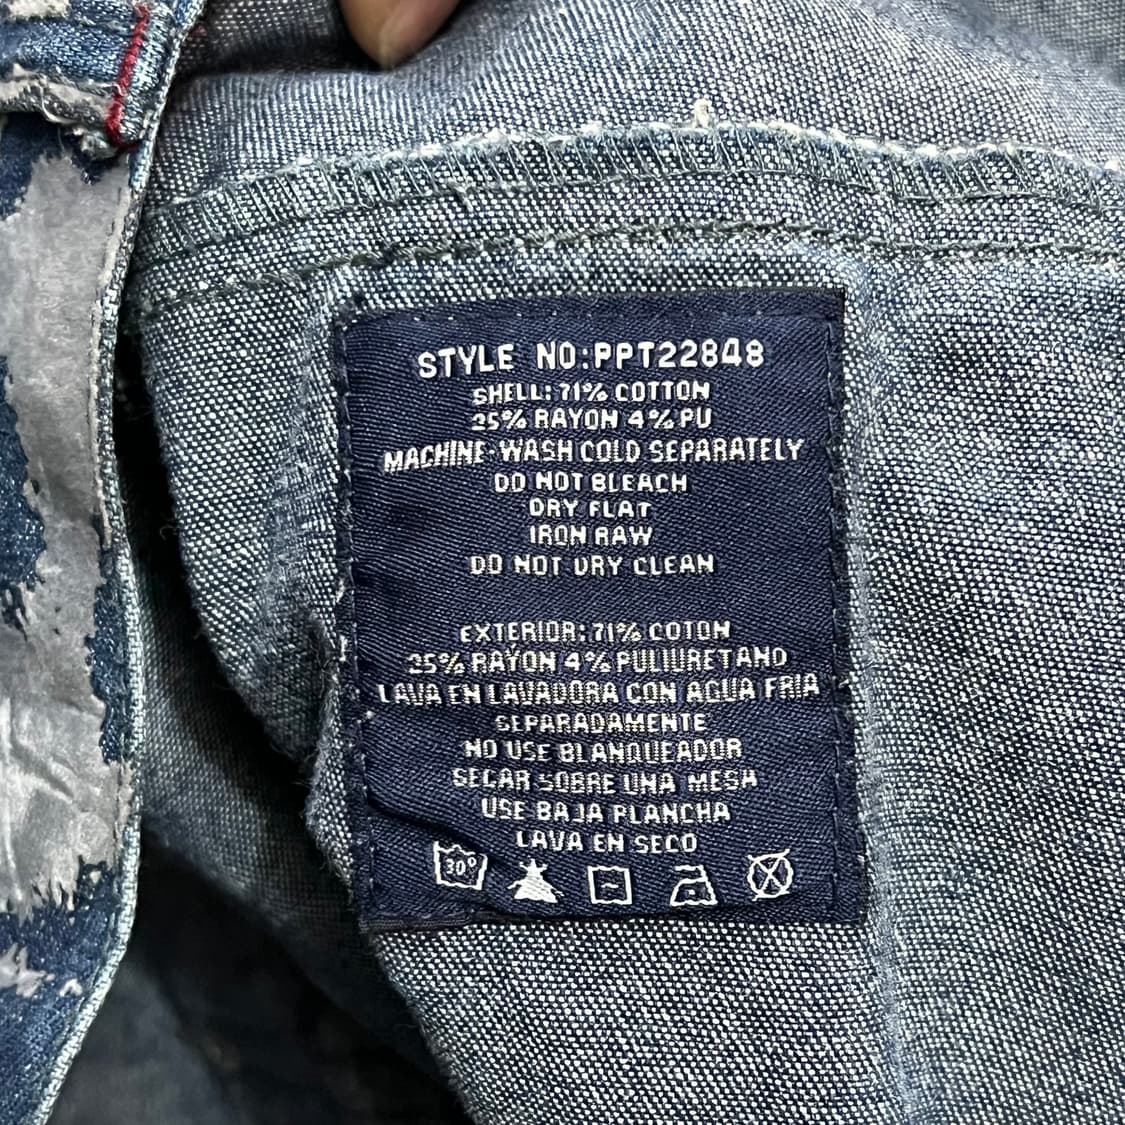 STYLE NO:PPT22848
SHELL: 71% COTTON
25% RAYON 4% PU
MACHINE-WASH COLD SEPARATELY
DO NOT BLEACH
DRY FLAT
IRON RAW
DO NOT DRY CLEAN
EXTERIOR: 71% COTON
25% RAYON 4% PULIURETAND
LAVA EN LAVADORA CON AGUA FRIA
SEPARADAMENTE
NO USE BLANQUEADOR
SECAR SOBRE UNA MESA
USE BAJA PLANCHA
LAVA EN SECO
30°